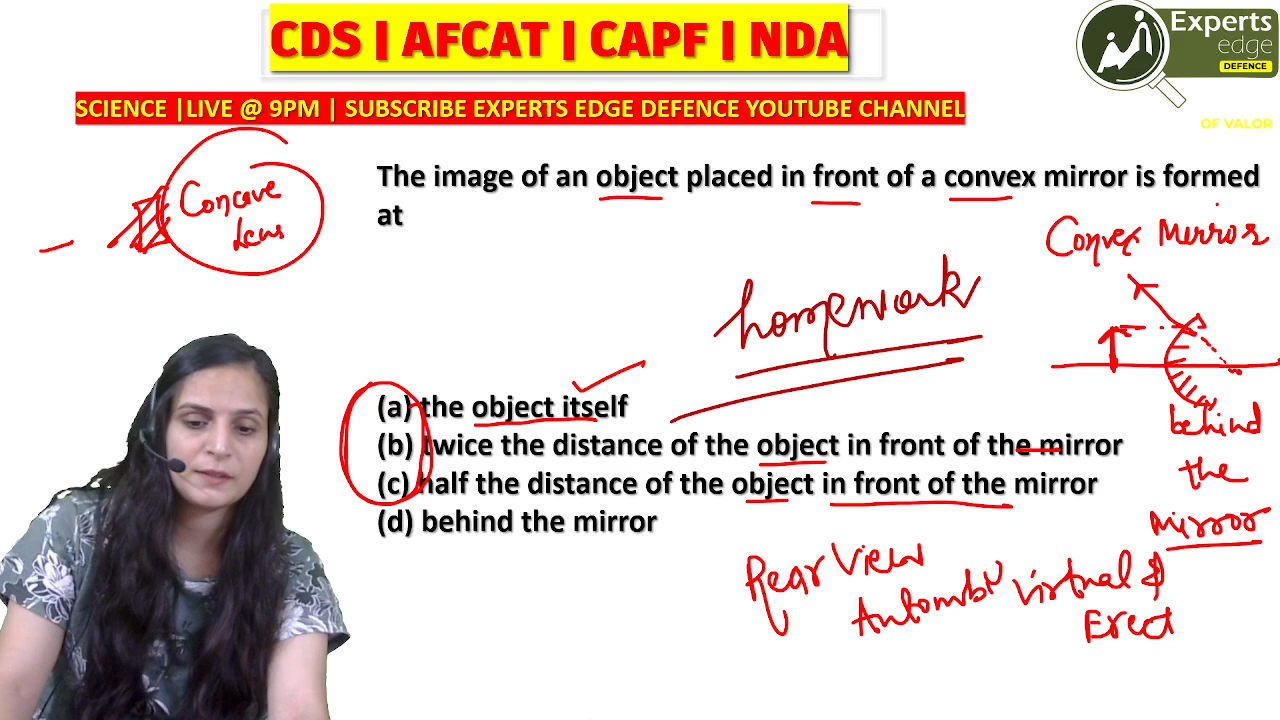 CDS | AFCAT | CAPF | NDA
Experts
edge
DEFENCE
OF VALOR
SCIENCE |LIVE @ 9PM | SUBSCRIBE EXPERTS EDGE DEFENCE YOUTUBE CHANNEL
The image of an object placed in front of a convex mirror is formed
at
Concave
Lens
Convex Mirror
homework
(a) the object itself
(b) twice the distance of the object in front of the mirror
(c) half the distance of the object in front of the mirror
(d) behind the mirror
behind
the
mirror
Rear View
Virtual &
Erect